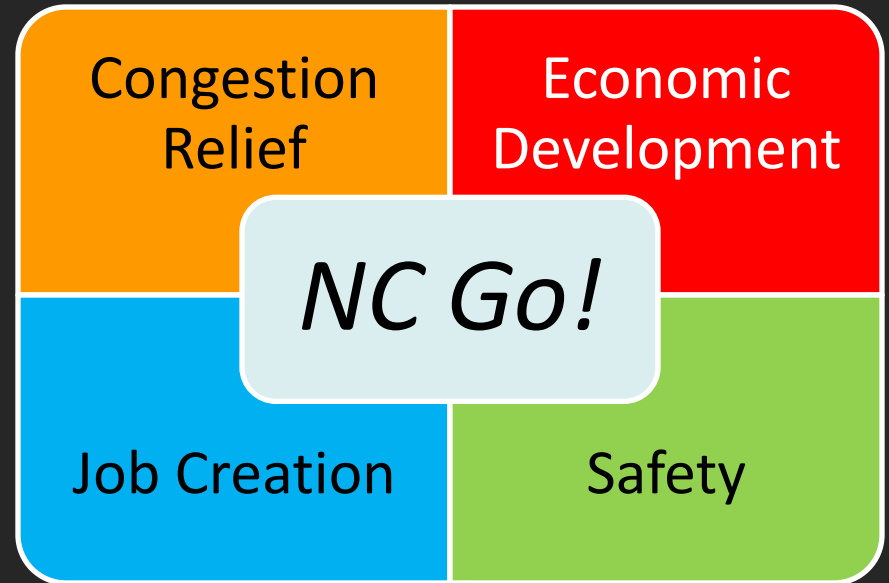 Congestion
Relief
Economic
Development
NC Go!
Job Creation
Safety